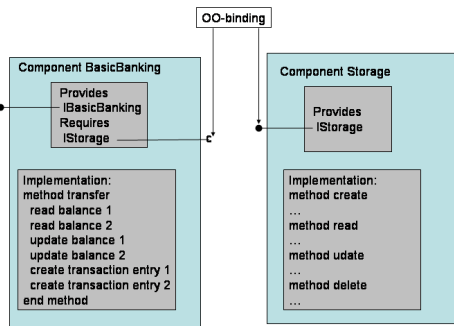 OO-binding
Component BasicBanking
Provides
IBasicBanking
Requires
IStorage
Implementation:
method transfer
read balance 1
read balance 2
update balance 1
update balance 2
create transaction entry 1
create transaction entry 2
end method
Component Storage
Provides
IStorage
Implementation:
method create
...
method read
...
method udate
...
method delete
...